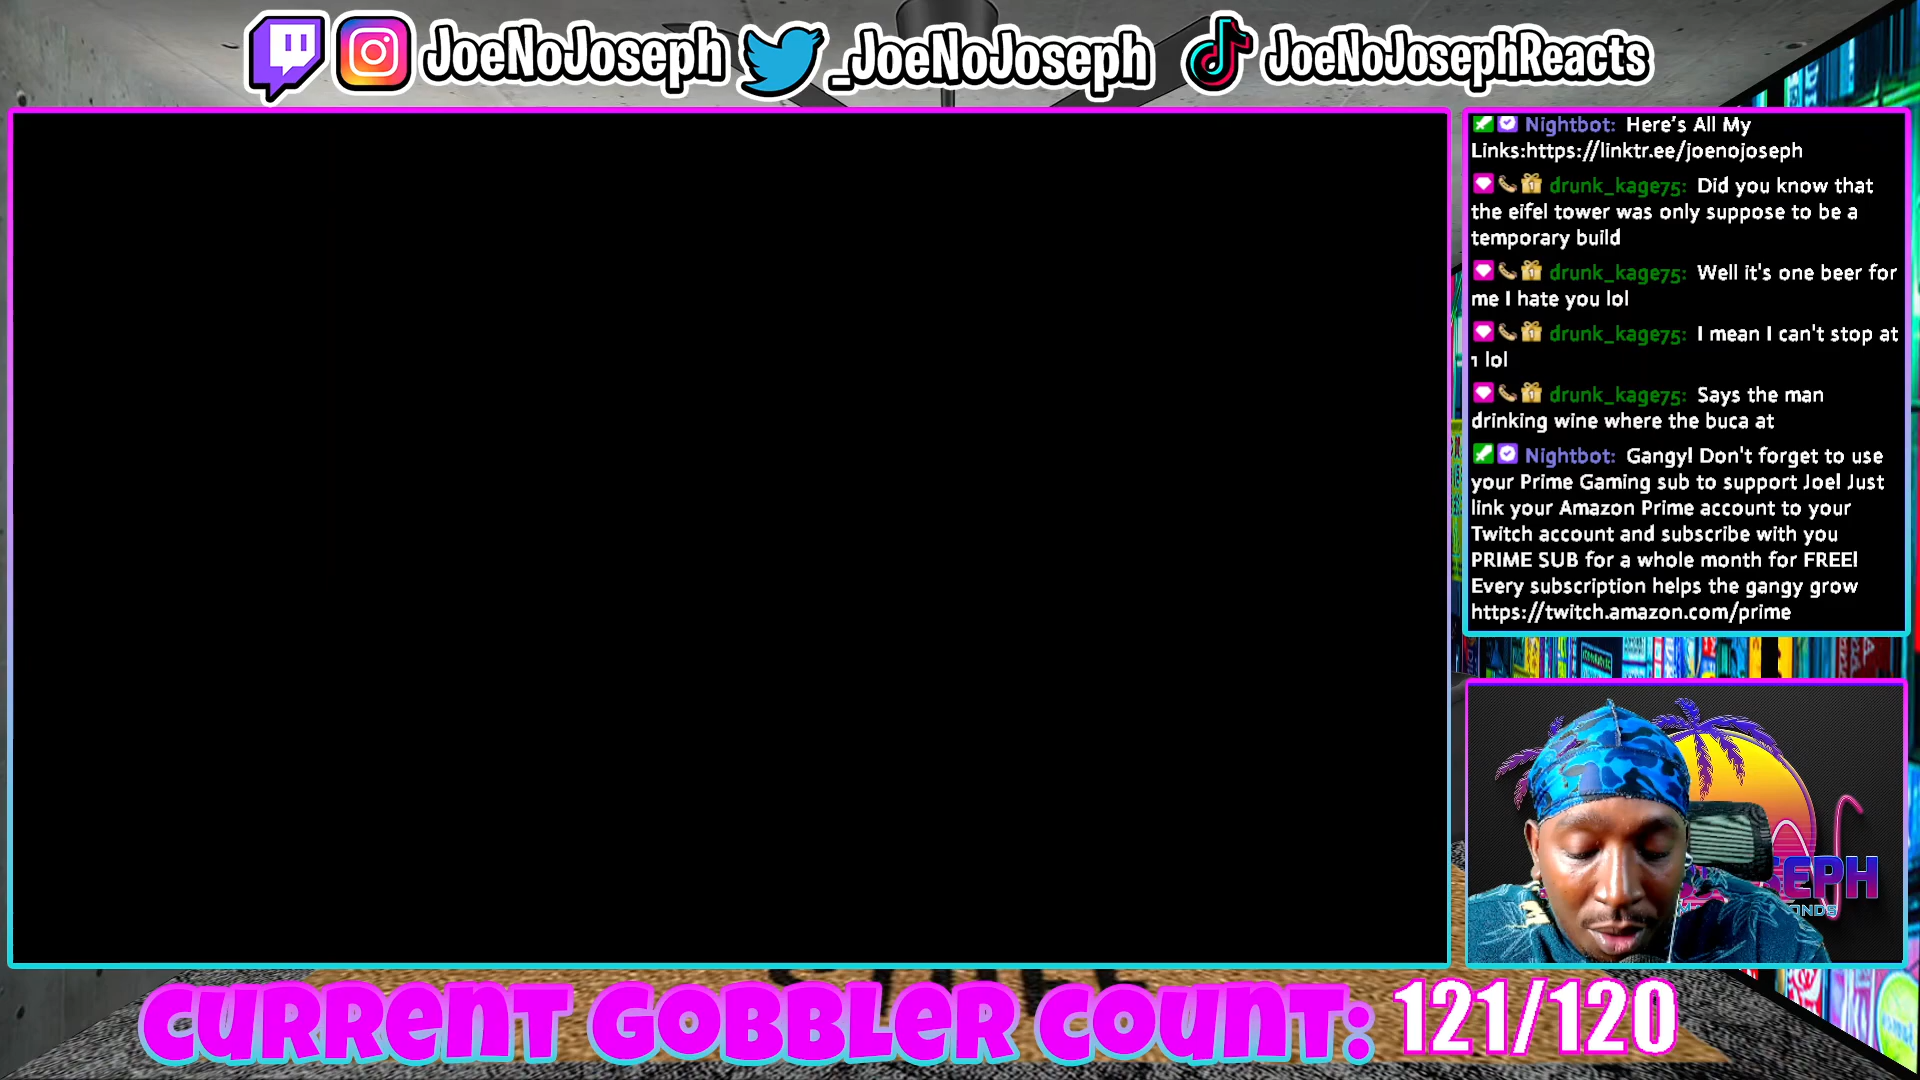 JoeNoJoseph
_JoeNoJoseph
JoeNoJosephReacts
Nightbot: Here's All My
Links:https://linktr.ee/joenojoseph
drunk_kage75: Did you know that
the eifel tower was only suppose to be a
temporary build
drunk_kage75: Well it's one beer for
me I hate you lol
drunk_kage75: I mean I can't stop at
1 lol
drunk_kage75: Says the man
drinking wine where the buca at
Nightbot: Gangy! Don't forget to use
your Prime Gaming sub to support Joe! Just
link your Amazon Prime account to your
Twitch account and subscribe with you
PRIME SUB for a whole month for FREE!
Every subscription helps the gangy grow
https://twitch.amazon.com/prime
SEPH
CURRENT GOBBLER COUNT: 121/120